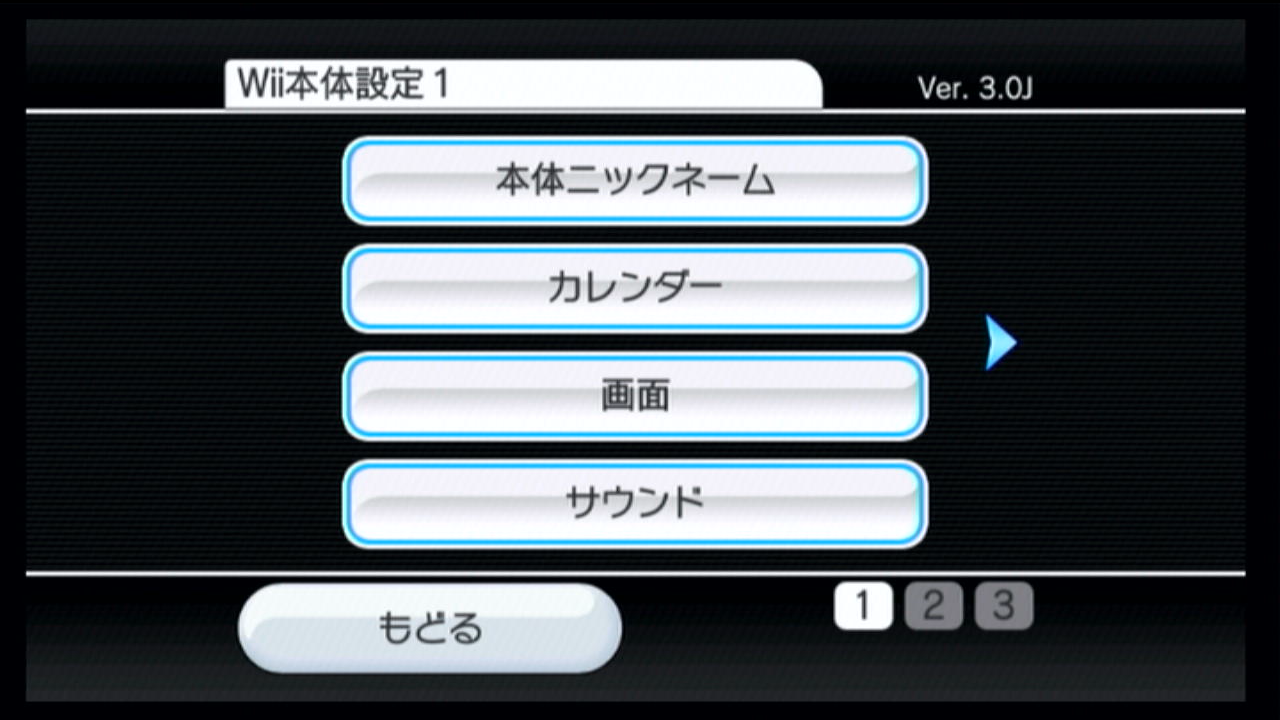 Wii本体設定 1
Ver. 3.0J
本体ニックネーム
カレンダー
画面
サウンド
もどる
1 2 3